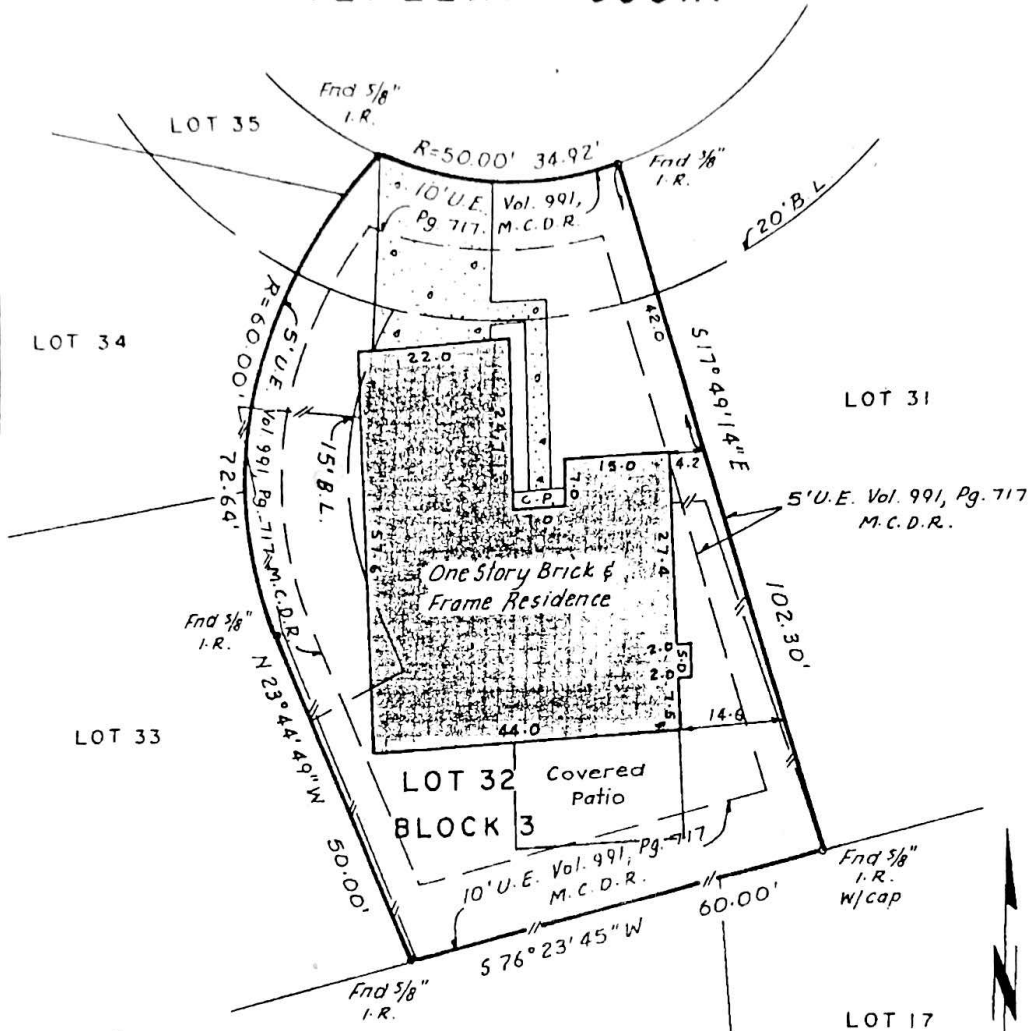 Fnd 5/8"
I.R.
LOT 35
R=50.00' 34.92'
Fnd 5/8"
I.R.
10' U.E. Vol. 991,
Pg. 717. M.C.D.R.
20' B L
LOT 34
R=60.00'
72.64'
5' U.E. Vol. 991, Pg. 717 M.C.D.R.
15' B.L.
22.0
24.7
42.0
S 17° 49' 14" E
LOT 31
15.0
4.2
7.0
C.P.
7.0
5' U.E. Vol. 991, Pg. 717
M.C.D.R.
57.6
27.4
One Story Brick &
Frame Residence
102.30'
Fnd 5/8"
I.R.
2.0
S.D
2.0
7.5
14.6
44.0
N 23° 44' 49" W
50.00'
LOT 33
LOT 32
BLOCK 3
Covered
Patio
10' U.E. Vol. 991, Pg. 717
M.C.D.R.
Fnd 5/8"
I.R.
W/cap
60.00'
S 76° 23' 45" W
Fnd 5/8"
I.R.
N
LOT 17